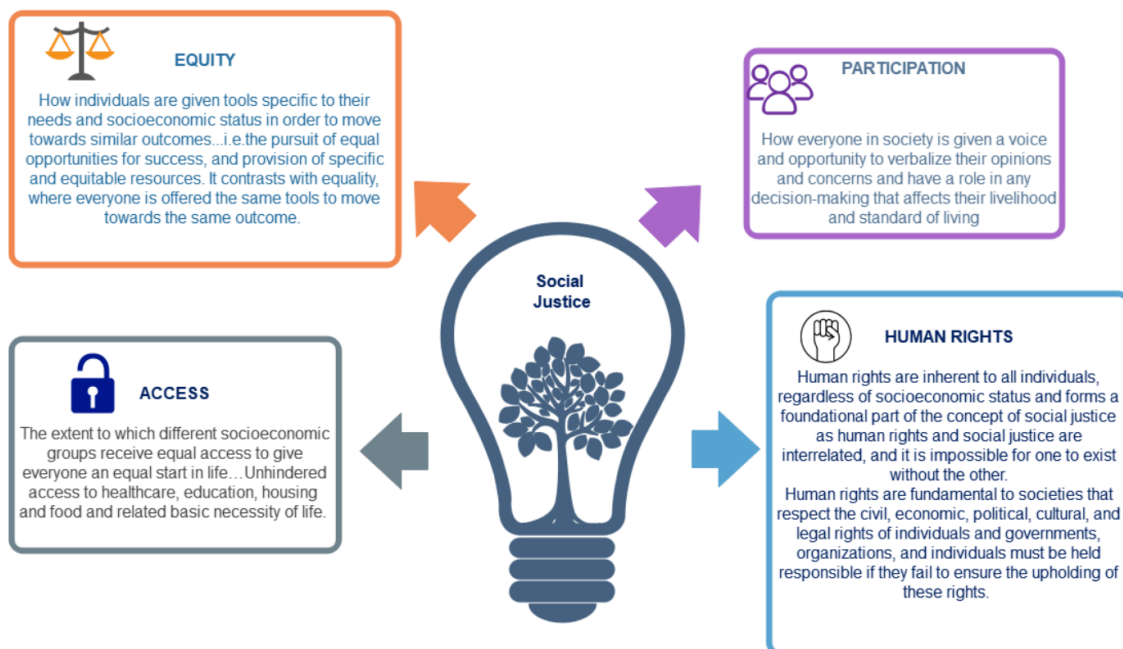 EQUITY
How individuals are given tools specific to their
needs and socioeconomic status in order to move
towards similar outcomes...i.e.the pursuit of equal
opportunities for success, and provision of specific
and equitable resources. It contrasts with equality,
where everyone is offered the same tools to move
towards the same outcome.
PARTICIPATION
How everyone in society is given a voice
and opportunity to verbalize their opinions
and concerns and have a role in any
decision-making that affects their livelihood
and standard of living
Social
Justice
ACCESS
The extent to which different socioeconomic
groups receive equal access to give
everyone an equal start in life…Unhindered
access to healthcare, education, housing
and food and related basic necessity of life.
HUMAN RIGHTS
Human rights are inherent to all individuals,
regardless of socioeconomic status and forms a
foundational part of the concept of social justice
as human rights and social justice are
interrelated, and it is impossible for one to exist
without the other.
Human rights are fundamental to societies that
respect the civil, economic, political, cultural, and
legal rights of individuals and governments,
organizations, and individuals must be held
responsible if they fail to ensure the upholding of
these rights.